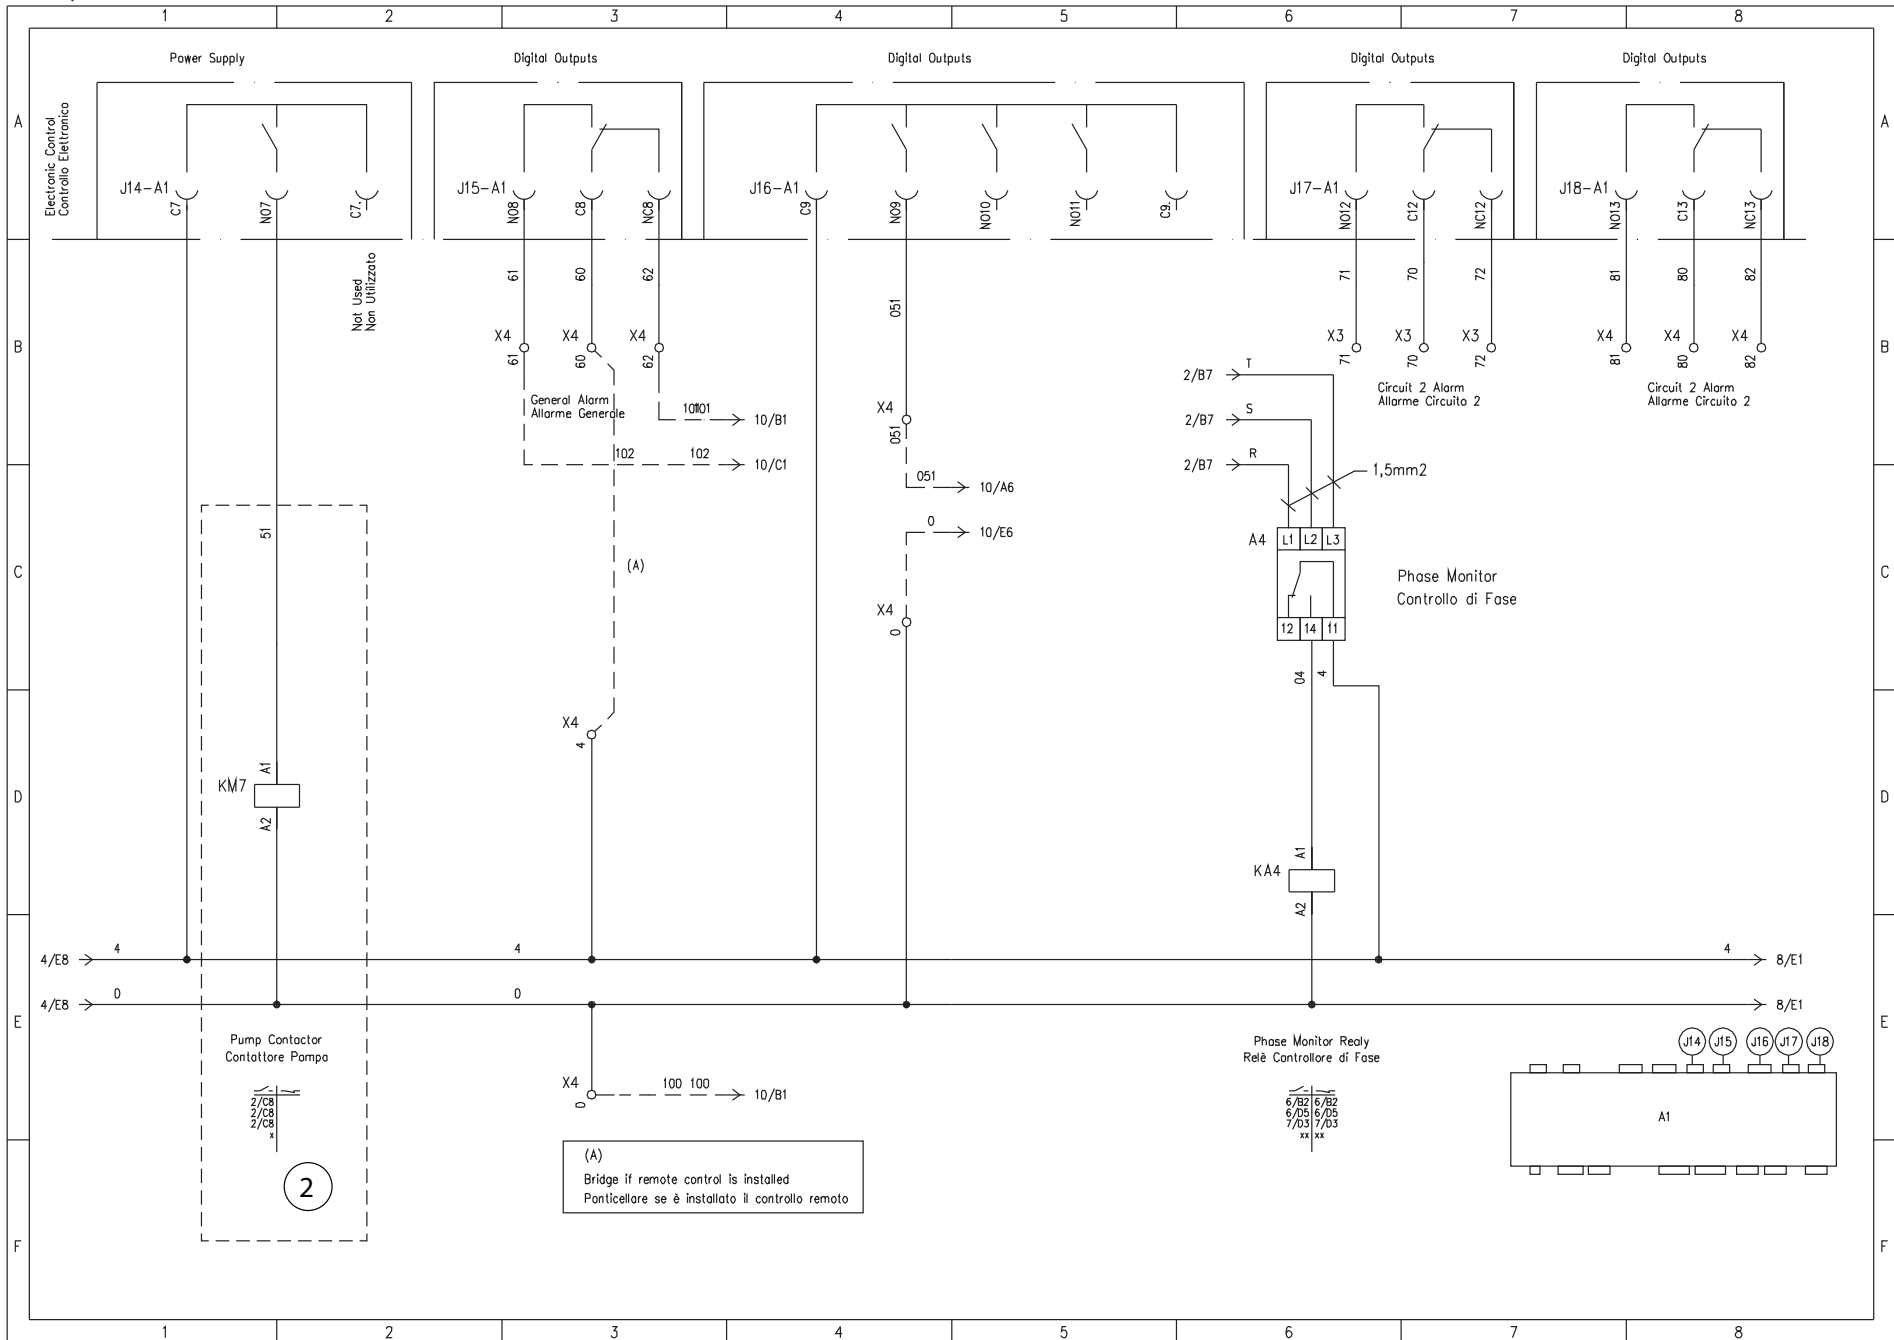 1 2 3 4 5 6 7 8
A A
B B
C C
D D
E E
F F
Power Supply
Digital Outputs
Digital Outputs
Digital Outputs
Digital Outputs
Electronic Control
Controllo Elettronico
J14-A1
C7
NO7
C7.
J15-A1
NO8
C8
NC8
J16-A1
C9
NO9
NO10
NO11
C9.
J17-A1
NO12
C12
NC12
J18-A1
NO13
C13
NC13
Not Used
Non Utilizzato
61
60
62
051
71
70
72
81
80
82
X4
61
X4
60
X4
62
X3
71
X3
70
X3
72
X4
81
X4
80
X4
82
General Alarm
Allarme Generale
Circuit 2 Alarm
Allarme Circuito 2
Circuit 2 Alarm
Allarme Circuito 2
101 101
10/B1
102
102
10/C1
X4
051
051
10/A6
0
10/E6
X4
0
2/B7
T
2/B7
S
2/B7
R
1,5mm2
A4
L1
L2
L3
12
14
11
Phase Monitor
Controllo di Fase
04
4
51
(A)
X4
4
KM7
A1
A2
KA4
A1
A2
4/E8
4
4
4
8/E1
4/E8
0
0
8/E1
Pump Contactor
Contattore Pompa
2/C8
2/C8
2/C8
x
2
X4
0
100 100
10/B1
(A)
Bridge if remote control is installed
Ponticellare se è installato il controllo remoto
Phase Monitor Realy
Relè Controllore di Fase
6/B2 6/B2
6/D5 6/D5
7/D3 7/D3
xx xx
J14
J15
J16
J17
J18
A1
1 2 3 4 5 6 7 8